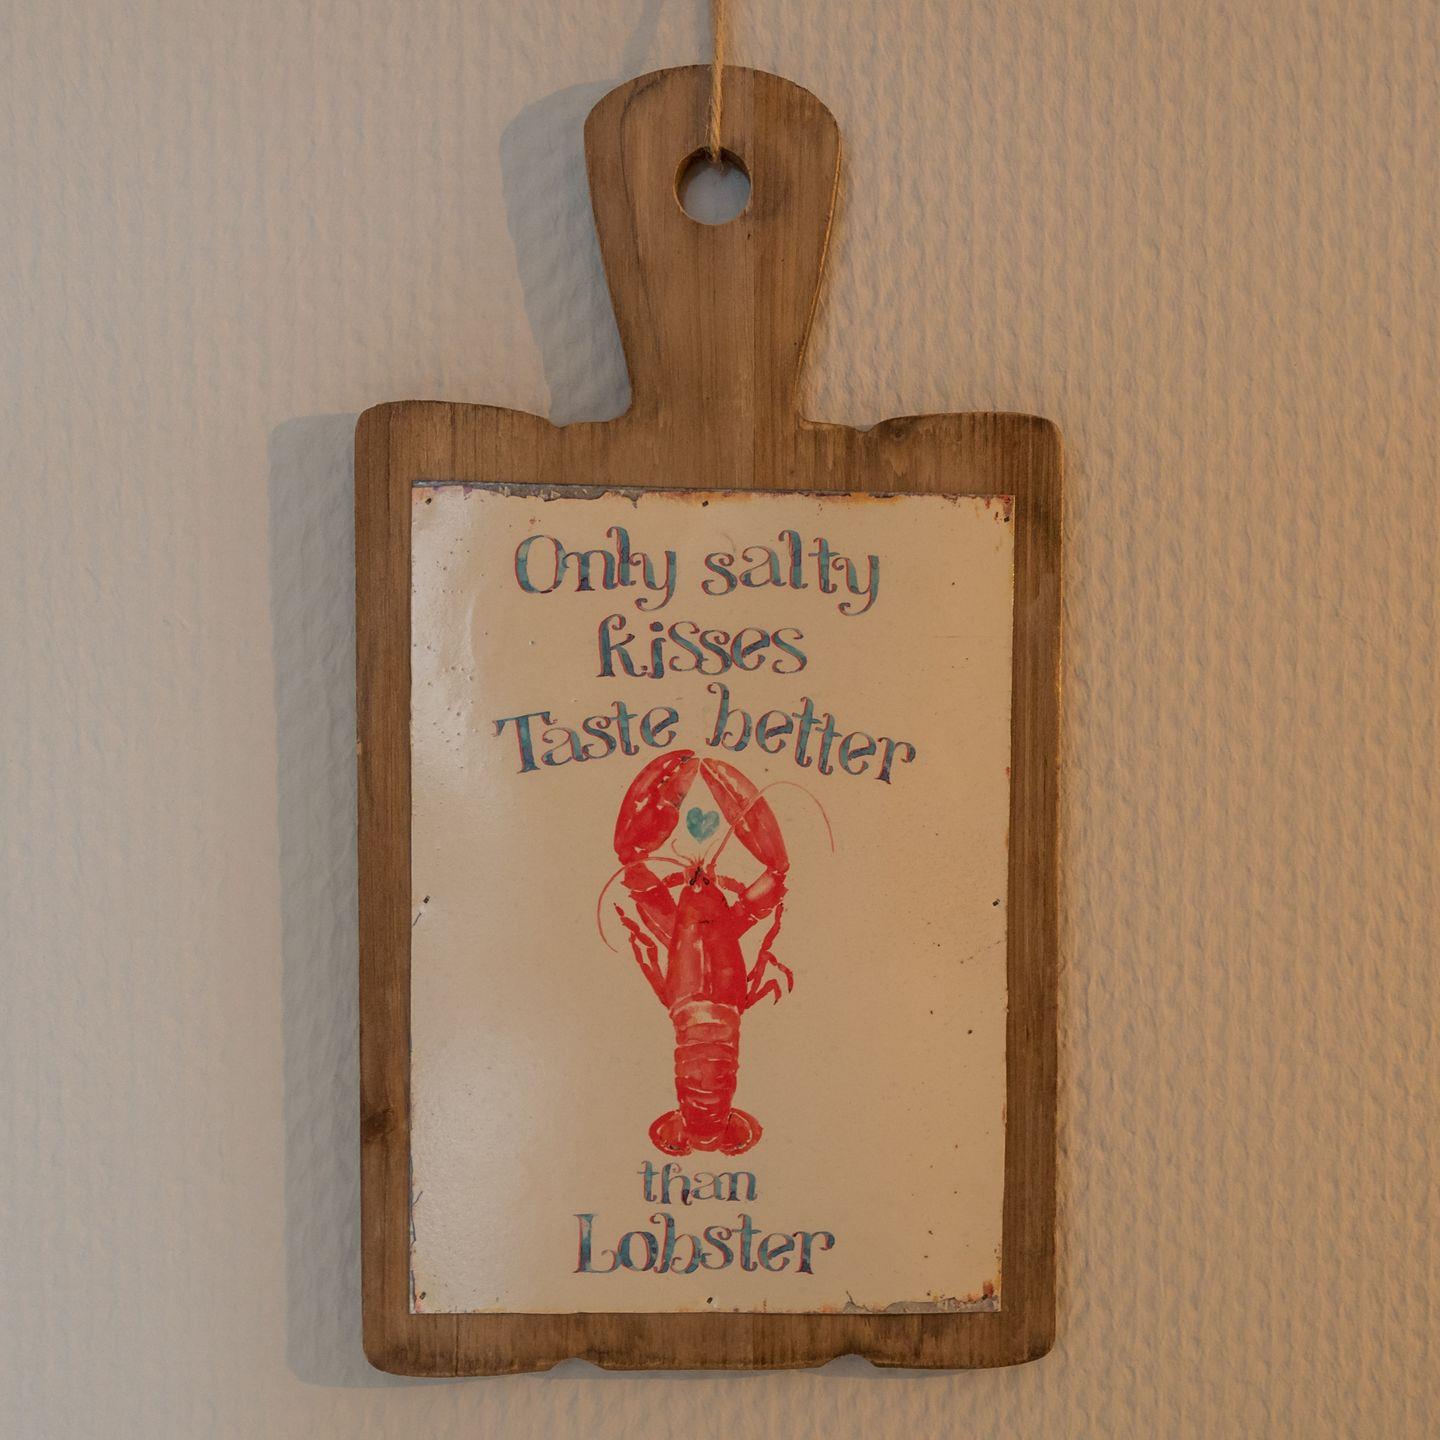 Only salty
kisses
Taste better
than
Lobster